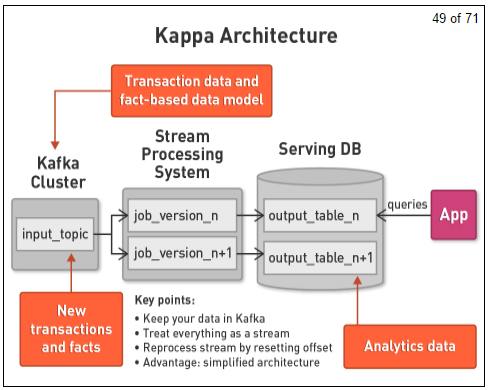 49 of 71
Kappa Architecture
Transaction data and
fact-based data model
Kafka
Cluster
Stream
Processing
System
Serving DB
input_topic
job_version_n
job_version_n+1
output_table_n
output_table_n+1
queries
App
New
transactions
and facts
Key points:
• Keep your data in Kafka
• Treat everything as a stream
• Reprocess stream by resetting offset
• Advantage: simplified architecture
Analytics data